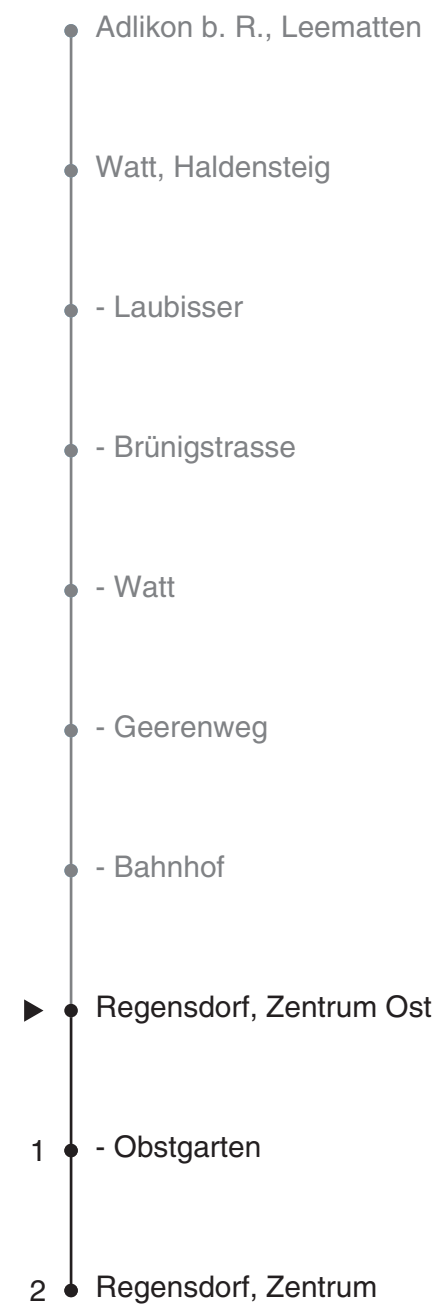 Adlikon b. R., Leematten
Watt, Haldensteig
- Laubisser
- Brünigstrasse
- Watt
- Geerenweg
- Bahnhof
Regensdorf, Zentrum Ost
1 - Obstgarten
2 Regensdorf, Zentrum